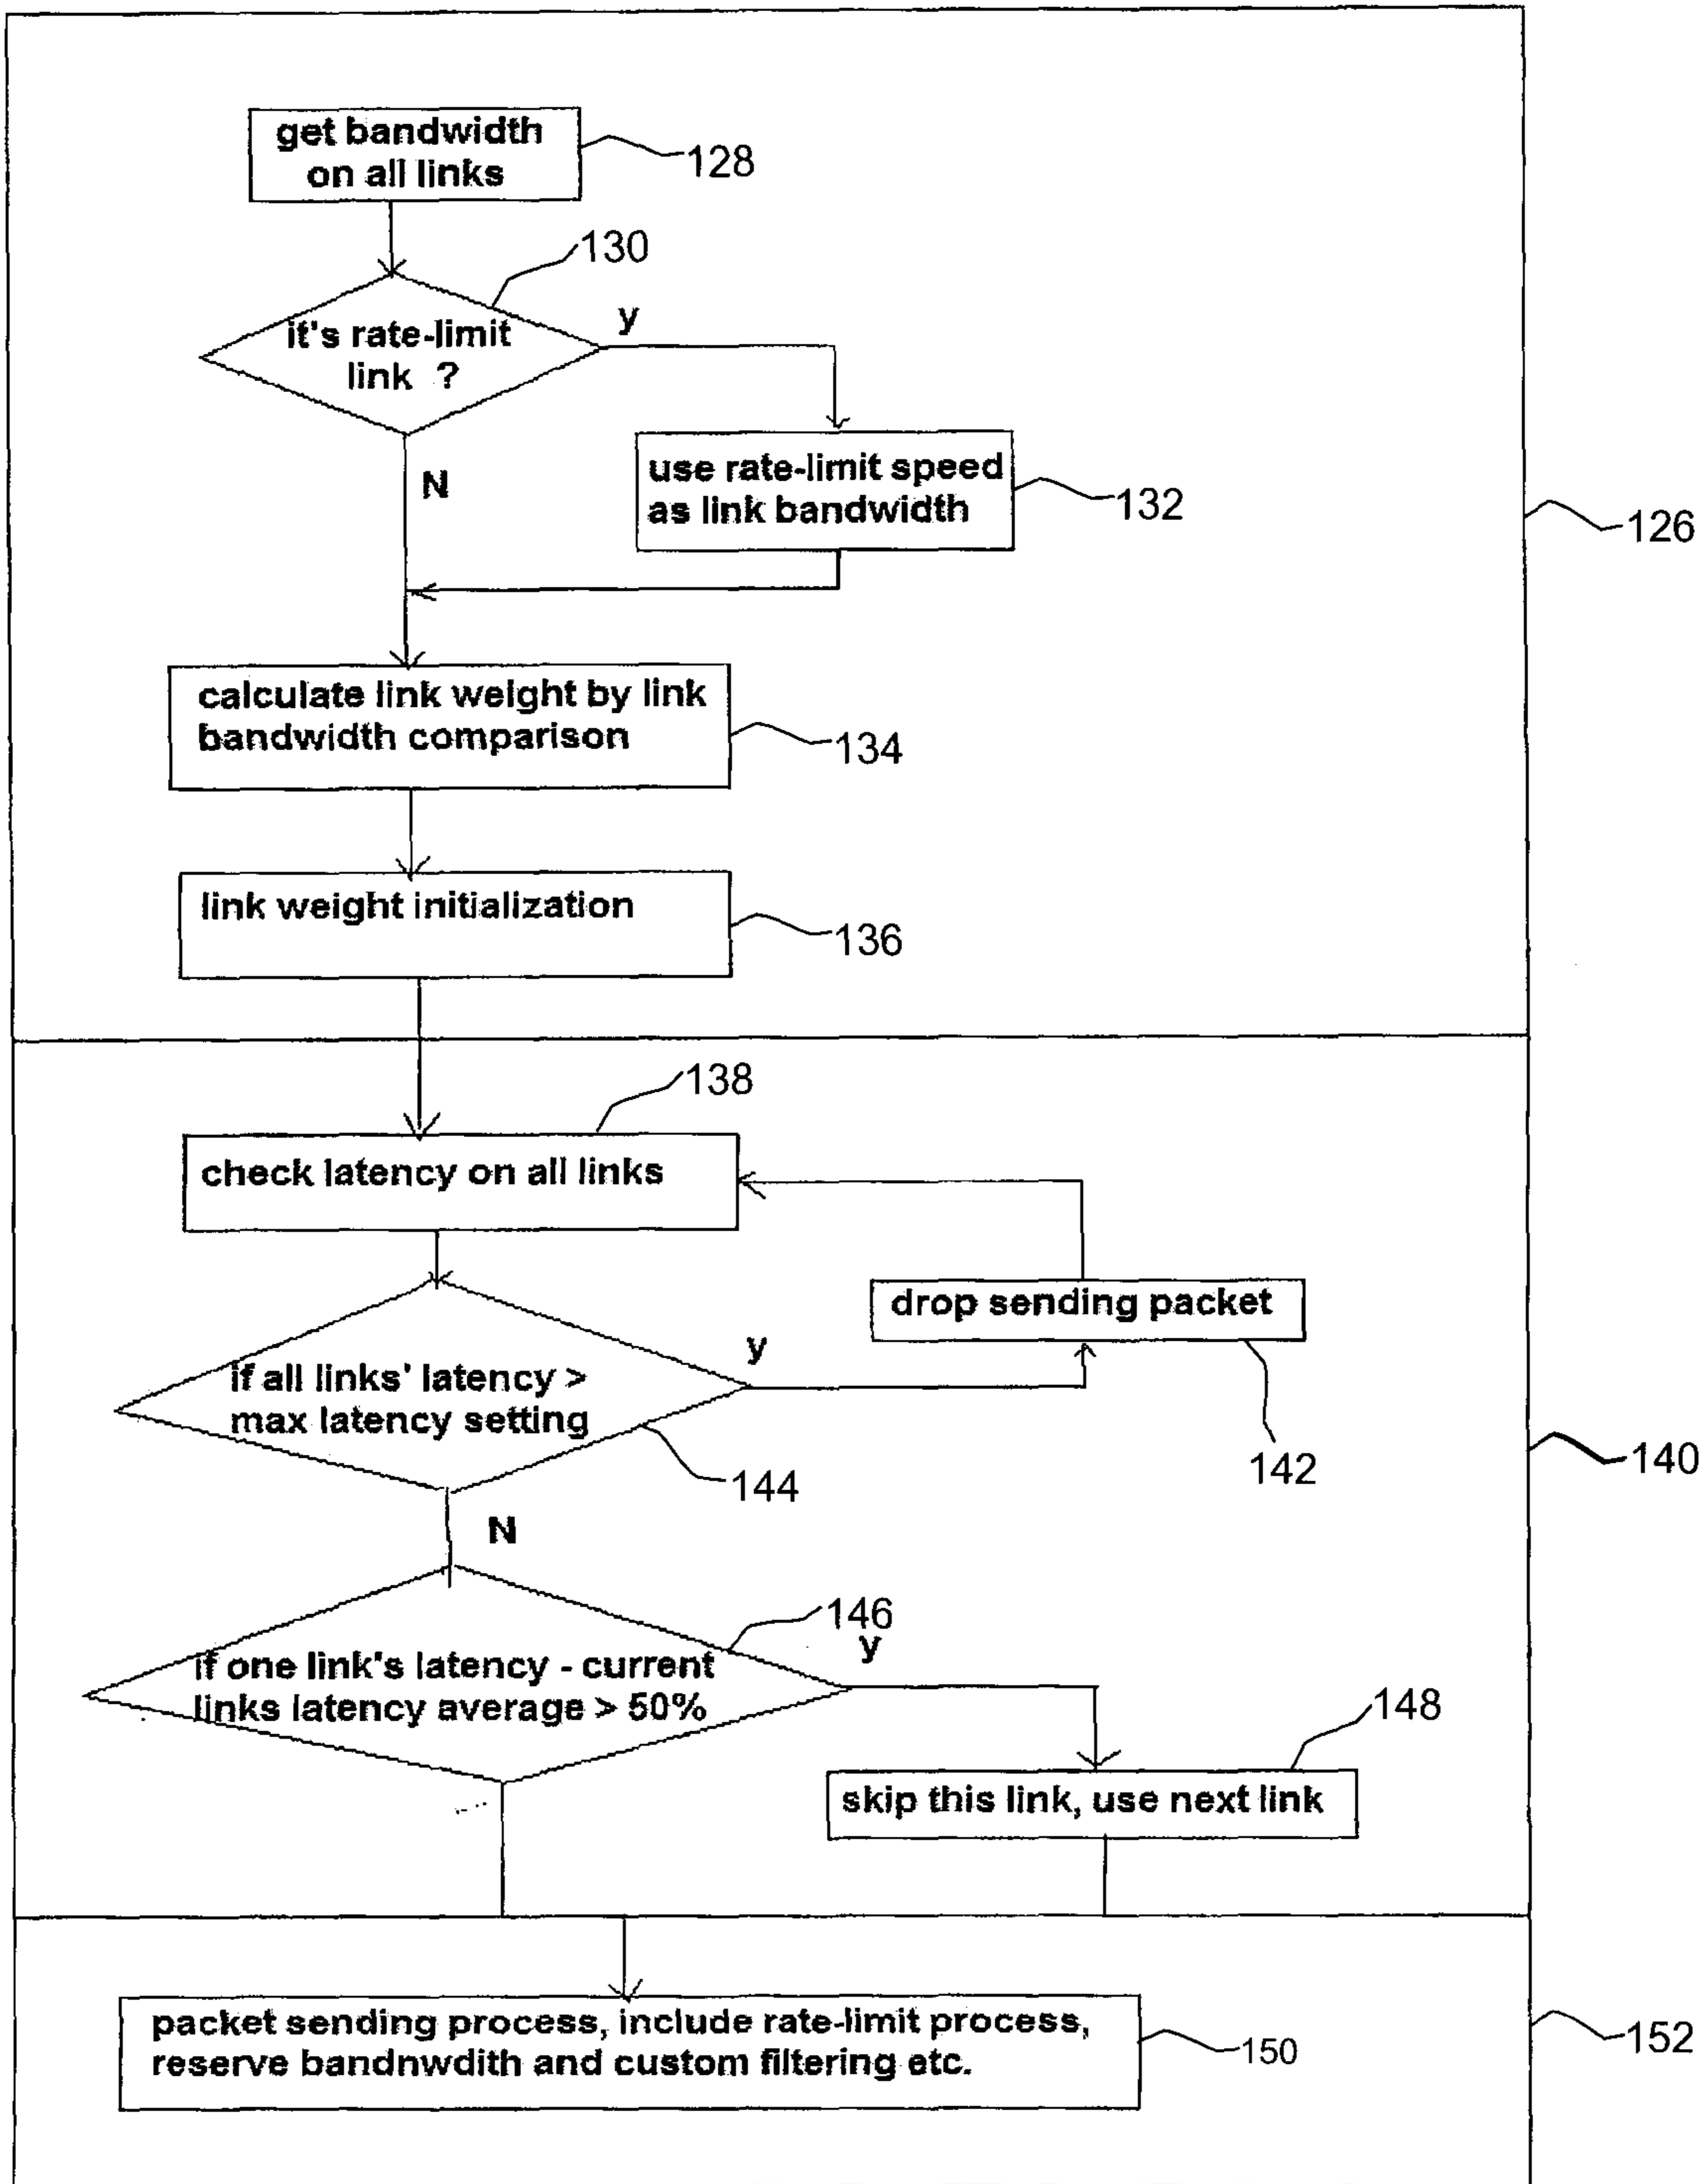 get bandwidth
on all links
128
130
it's rate-limit
link ?
y
N
use rate-limit speed
as link bandwidth
132
126
calculate link weight by link
bandwidth comparison
134
link weight initialization
136
138
check latency on all links
drop sending packet
y
if all links' latency >
max latency setting
142
140
144
N
146
y
if one link's latency - current
links latency average > 50%
148
skip this link, use next link
packet sending process, include rate-limit process,
reserve bandnwdith and custom filtering etc.
150
152